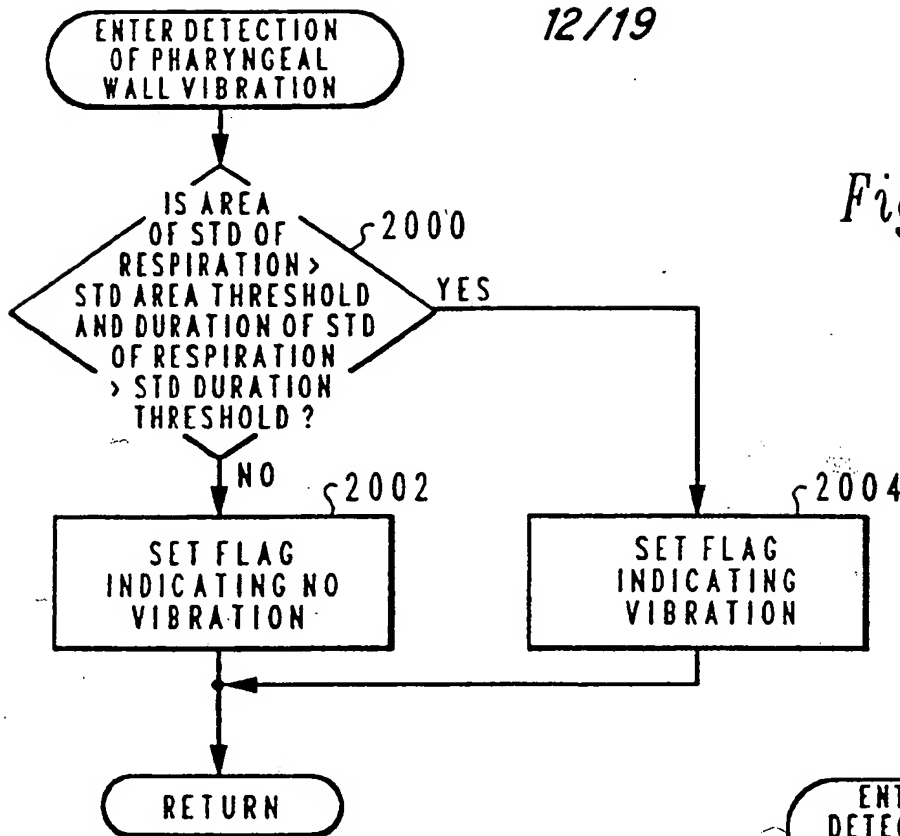 12/19
ENTER DETECTION
OF PHARYNGEAL
WALL VIBRATION
Fig
IS AREA
OF STD OF
RESPIRATION >
STD AREA THRESHOLD
AND DURATION OF STD
OF RESPIRATION
> STD DURATION
THRESHOLD ?
2000
YES
NO
2002
SET FLAG
INDICATING NO
VIBRATION
2004
SET FLAG
INDICATING
VIBRATION
RETURN
ENT
DETEC